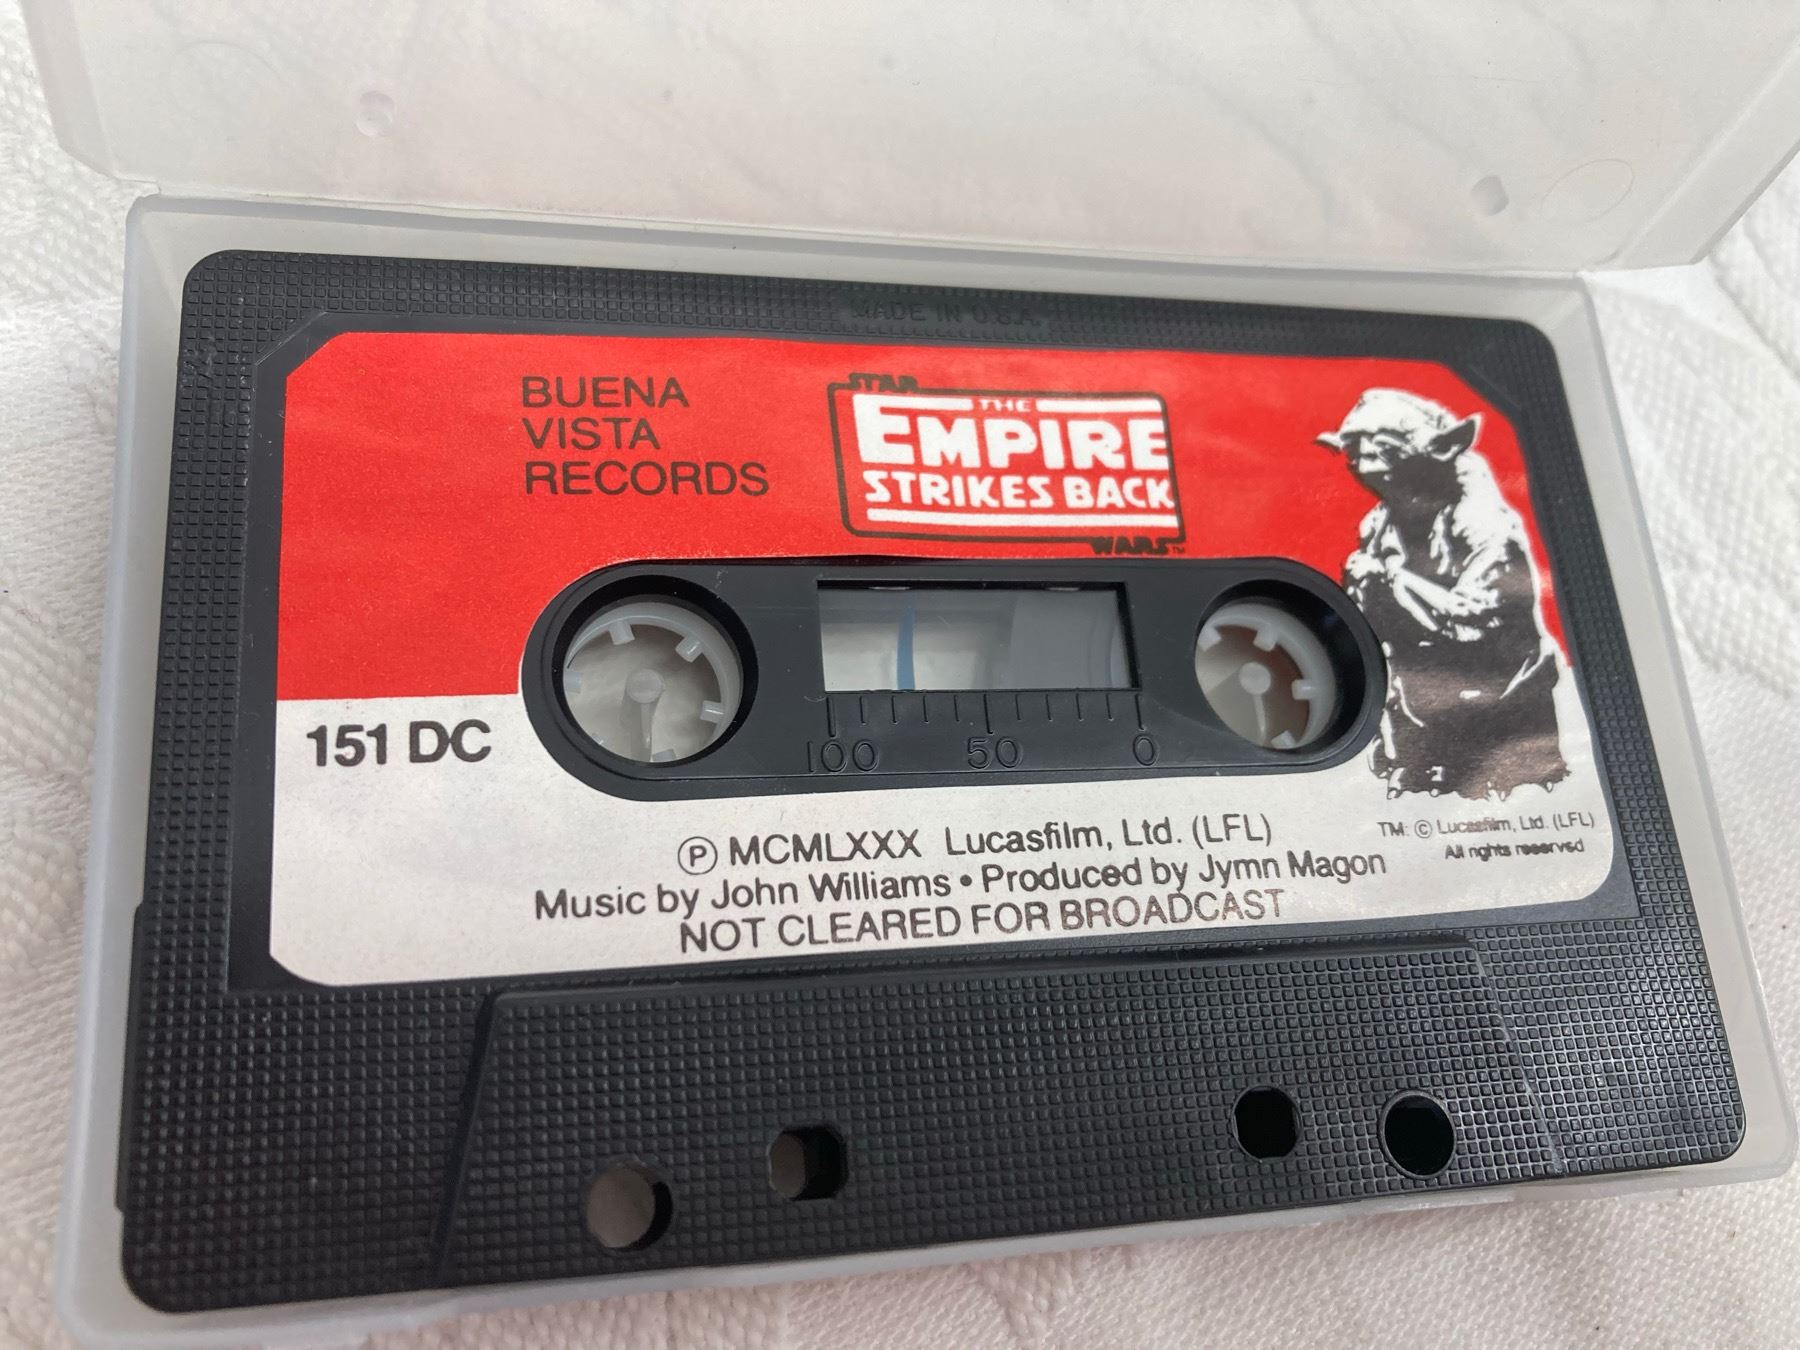 MADE IN U.S.A.
BUENA
VISTA
RECORDS
STAR
THE
EMPIRE
STRIKES BACK
WARS™
151 DC
100 50 0
Ⓟ MCMLXXX Lucasfilm, Ltd. (LFL)
Music by John Williams • Produced by Jymn Magon
NOT CLEARED FOR BROADCAST
TM: © Lucasfilm, Ltd. (LFL)
All rights reserved